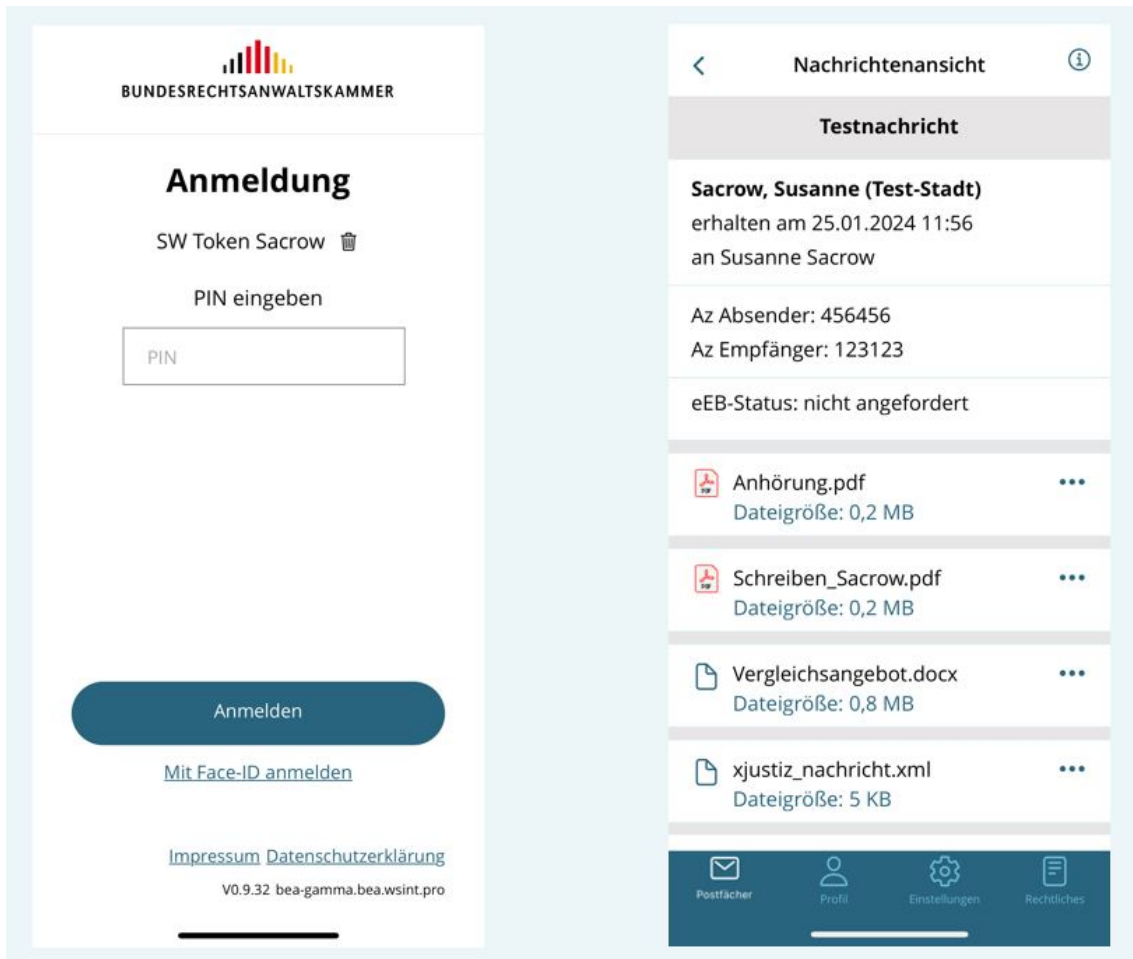 BUNDESRECHTSANWALTSKAMMER
Anmeldung
SW Token Sacrow
PIN eingeben
PIN
Anmelden
Mit Face-ID anmelden
Impressum Datenschutzerklärung
V0.9.32 bea-gamma.bea.wsint.pro
Nachrichtenansicht
Testnachricht
Sacrow, Susanne (Test-Stadt)
erhalten am 25.01.2024 11:56
an Susanne Sacrow
Az Absender: 456456
Az Empfänger: 123123
eEB-Status: nicht angefordert
PDF
Anhörung.pdf
Dateigröße: 0,2 MB
PDF
Schreiben_Sacrow.pdf
Dateigröße: 0,2 MB
Vergleichsangebot.docx
Dateigröße: 0,8 MB
xjustiz_nachricht.xml
Dateigröße: 5 KB
Postfächer Profil Einstellungen Rechtliches